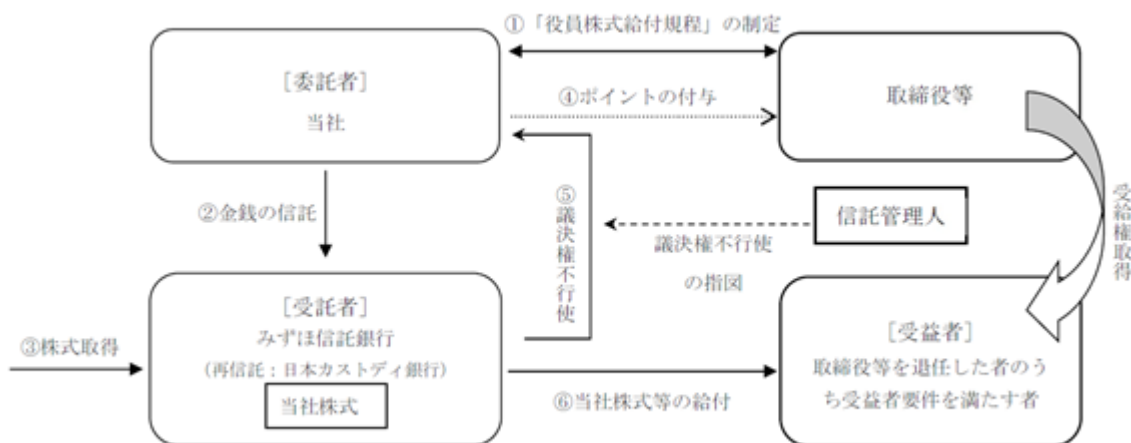 ①「役員株式給付規程」の制定
［委託者］
当社
④ポイントの付与
取締役等
②金銭の信託
⑤議決権不行使
信託管理人
議決権不行使
の指図
受給権取得
③株式取得
［受託者］
みずほ信託銀行
（再信託：日本カストディ銀行）
当社株式
⑥当社株式等の給付
［受益者］
取締役等を退任した者のう
ち受益者要件を満たす者